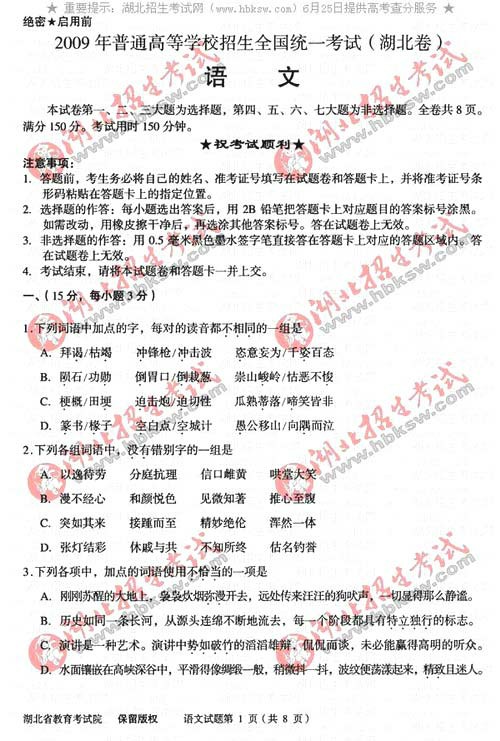 ★ 重要提示：湖北招生考试网（www.hbksw.com）6月25日提供高考查分服务 ★
绝密★启用前
2009 年普通高等学校招生全国统一考试（湖北卷）
语 文
本试卷第一、二、三大题为选择题，第四、五、六、七大题为非选择题。全卷共 8 页。
满分 150 分。考试用时 150 分钟。
★祝考试顺利★
注意事项：
1. 答题前，考生务必将自己的姓名、准考证号填写在试题卷和答题卡上，并将准考证号条
形码粘贴在答题卡上的指定位置。
2. 选择题的作答：每小题选出答案后，用 2B 铅笔把答题卡上对应题目的答案标号涂黑。
如需改动，用橡皮擦干净后，再选涂其他答案标号。答在试题卷上无效。
3. 非选择题的作答：用 0.5 毫米黑色墨水签字笔直接答在答题卡上对应的答题区域内。答
在试题卷上无效。
4. 考试结束，请将本试题卷和答题卡一并上交。
一、（15 分，每小题 3 分）
1.下列词语中加点的字，每对的读音都不相同的一组是
A. 拜谒/枯竭 冲锋枪/冲击波 恣意妄为/千姿百态
B. 陨石/功勋 倒胃口/倒栽葱 崇山峻岭/怙恶不悛
C. 梗概/田埂 迫击炮/迫切性 瓜熟蒂落/啼笑皆非
D. 篆书/椽子 空白点/空城计 愚公移山/向隅而泣
2.下列各组词语中，没有错别字的一组是
A. 以逸待劳 分庭抗理 信口雌黄 哄堂大笑
B. 漫不经心 和颜悦色 见微知著 推心至腹
C. 突如其来 接踵而至 精妙绝伦 浑然一体
D. 张灯结彩 休戚与共 不知所终 估名钓誉
3.下列各项中，加点的词语使用不恰当的一项是
A. 刚刚苏醒的大地上，袅袅炊烟弥漫开去，远处传来汪汪的狗吠声，一切显得那么静谧。
B. 历史如同一条长河，从源头连绵不断地流去，每一个阶段都具有特立独行的标志。
C. 演讲是一种艺术。演讲中势如破竹的滔滔雄辩，侃侃而谈，未必能赢得高明的听众。
D. 水面镶嵌在高峡深谷中，平滑得像绸缎一般，稍微抖一抖，波纹便荡漾起来，精致且迷人。
湖北省教育考试院 保留版权 语文试题第 1 页（共 8 页）
湖北招生考试
www.hbksw.com